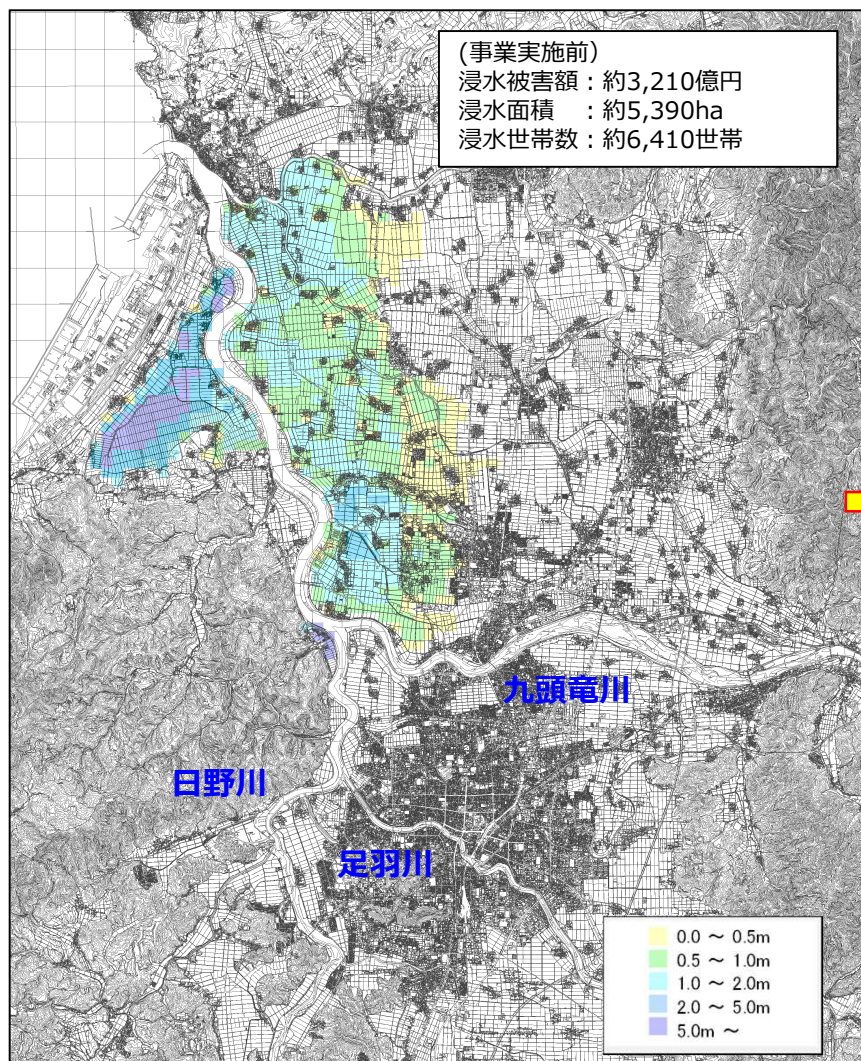 (事業実施前)
浸水被害額：約3,210億円
浸水面積　：約5,390ha
浸水世帯数：約6,410世帯
九頭竜川
日野川
足羽川
0.0 ～ 0.5m
0.5 ～ 1.0m
1.0 ～ 2.0m
2.0 ～ 5.0m
5.0m ～